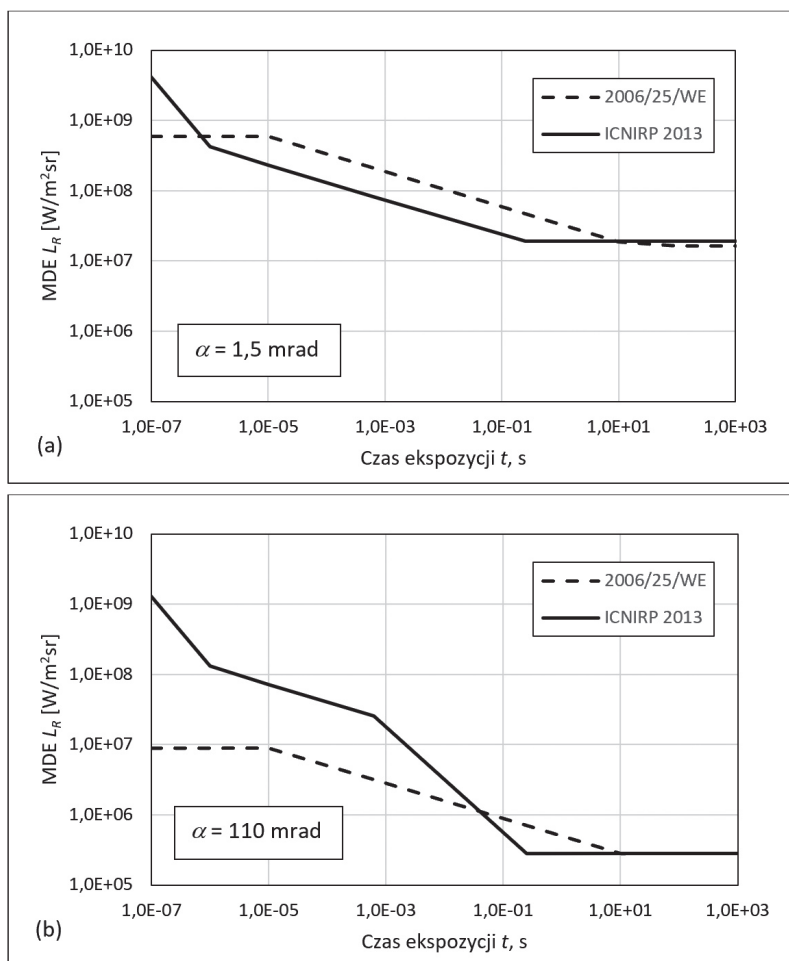 1,0E+10
1,0E+09
1,0E+08
1,0E+07
1,0E+06
1,0E+05
MDE L_R [W/m²sr]
2006/25/WE
ICNIRP 2013
α = 1,5 mrad
1,0E-07 1,0E-05 1,0E-03 1,0E-01 1,0E+01 1,0E+03
Czas ekspozycji t, s
(a)
1,0E+10
1,0E+09
1,0E+08
1,0E+07
1,0E+06
1,0E+05
MDE L_R [W/m²sr]
2006/25/WE
ICNIRP 2013
α = 110 mrad
1,0E-07 1,0E-05 1,0E-03 1,0E-01 1,0E+01 1,0E+03
Czas ekspozycji t, s
(b)